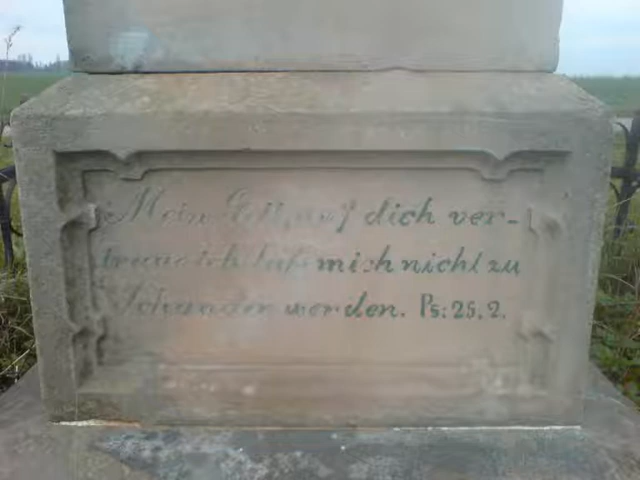 Mein Gott, auf dich ver-
traue ich laß mich nicht zu
Schanden werden. Ps: 25. 2.